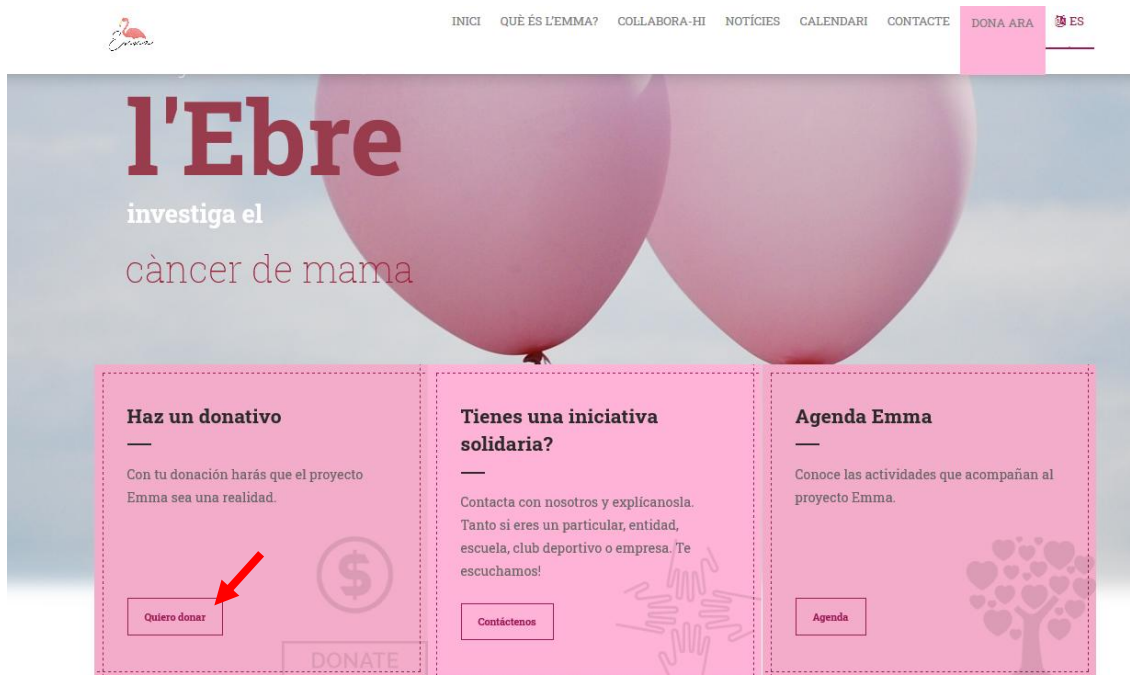 Emma
INICI QUÈ ÉS L'EMMA? COL·LABORA-HI NOTÍCIES CALENDARI CONTACTE DONA ARA ES
l'Ebre
investiga el
càncer de mama
Haz un donativo
Con tu donación harás que el proyecto
Emma sea una realidad.
Quiero donar
DONATE
Tienes una iniciativa
solidaria?
Contacta con nosotros y explícanosla.
Tanto si eres un particular, entidad,
escuela, club deportivo o empresa. Te
escuchamos!
Contáctenos
Agenda Emma
Conoce las actividades que acompañan al
proyecto Emma.
Agenda